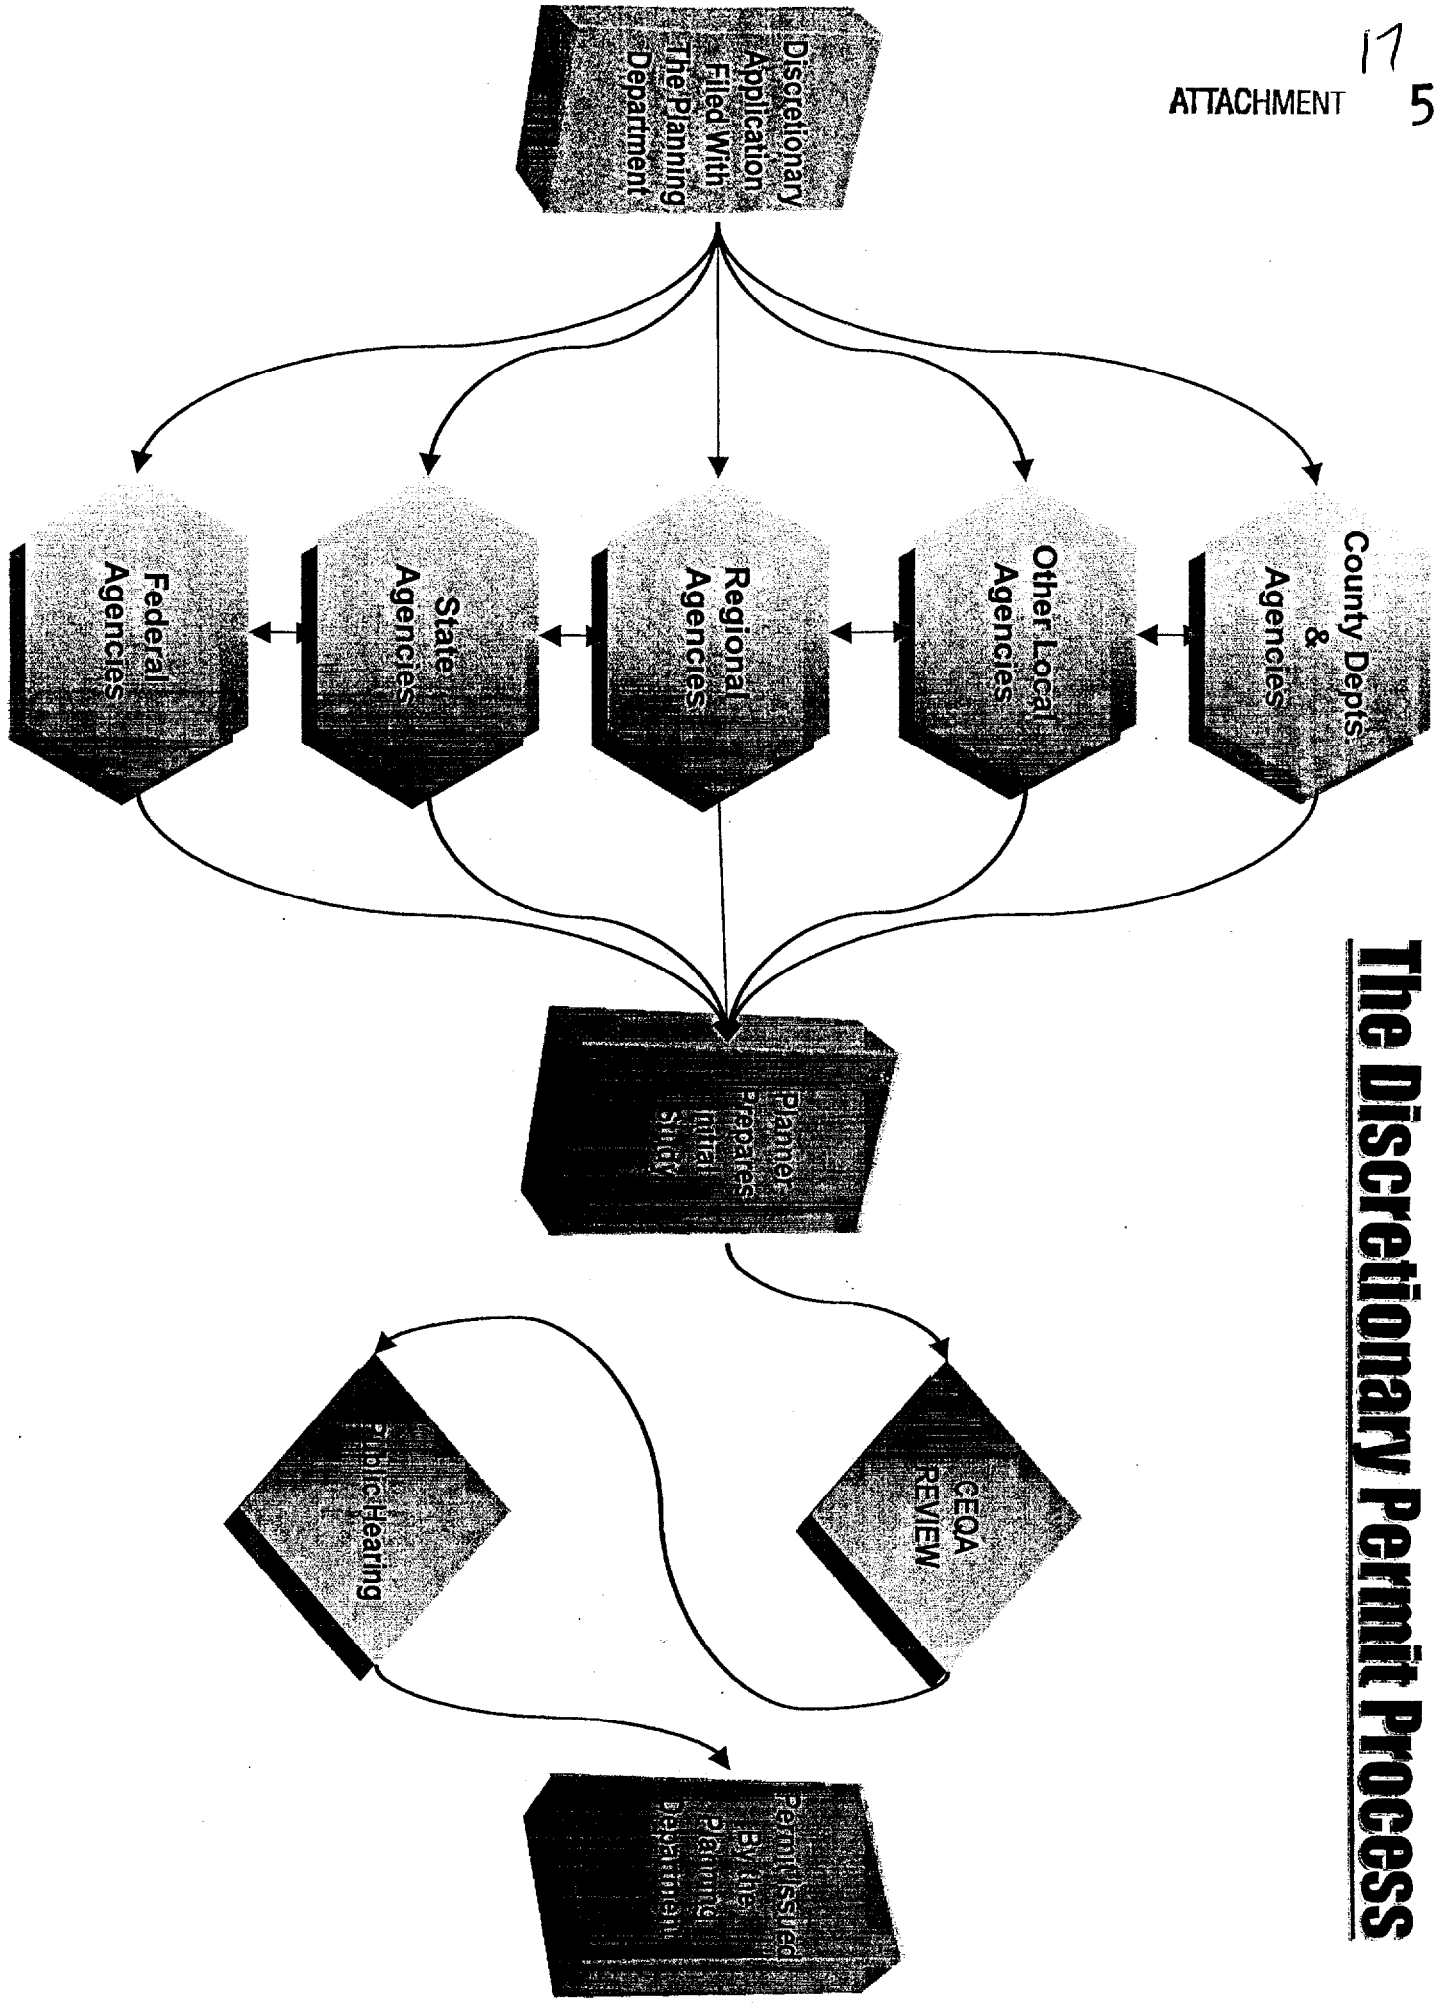 17
ATTACHMENT 5
The Discretionary Permit Process
Discretionary
Application
Filed With
The Planning
Department
County Depts
&
Agencies
Other Local
Agencies
Regional
Agencies
State
Agencies
Federal
Agencies
Planner
Prepares
Initial
Study
CEQA
REVIEW
Public Hearing
Permit Issued
By the
Planning
Department